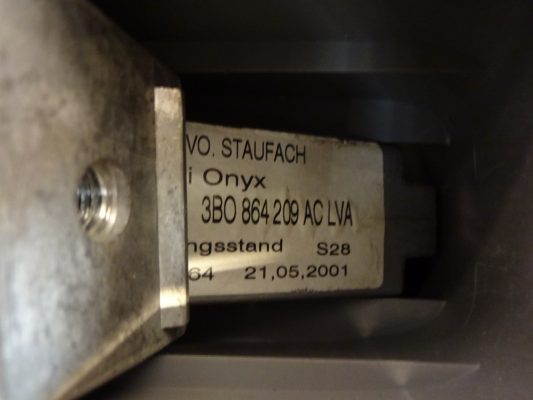 VO. STAUFACH
i Onyx
3B0 864 209 AC LVA
ngsstand S28
64 21,05,2001